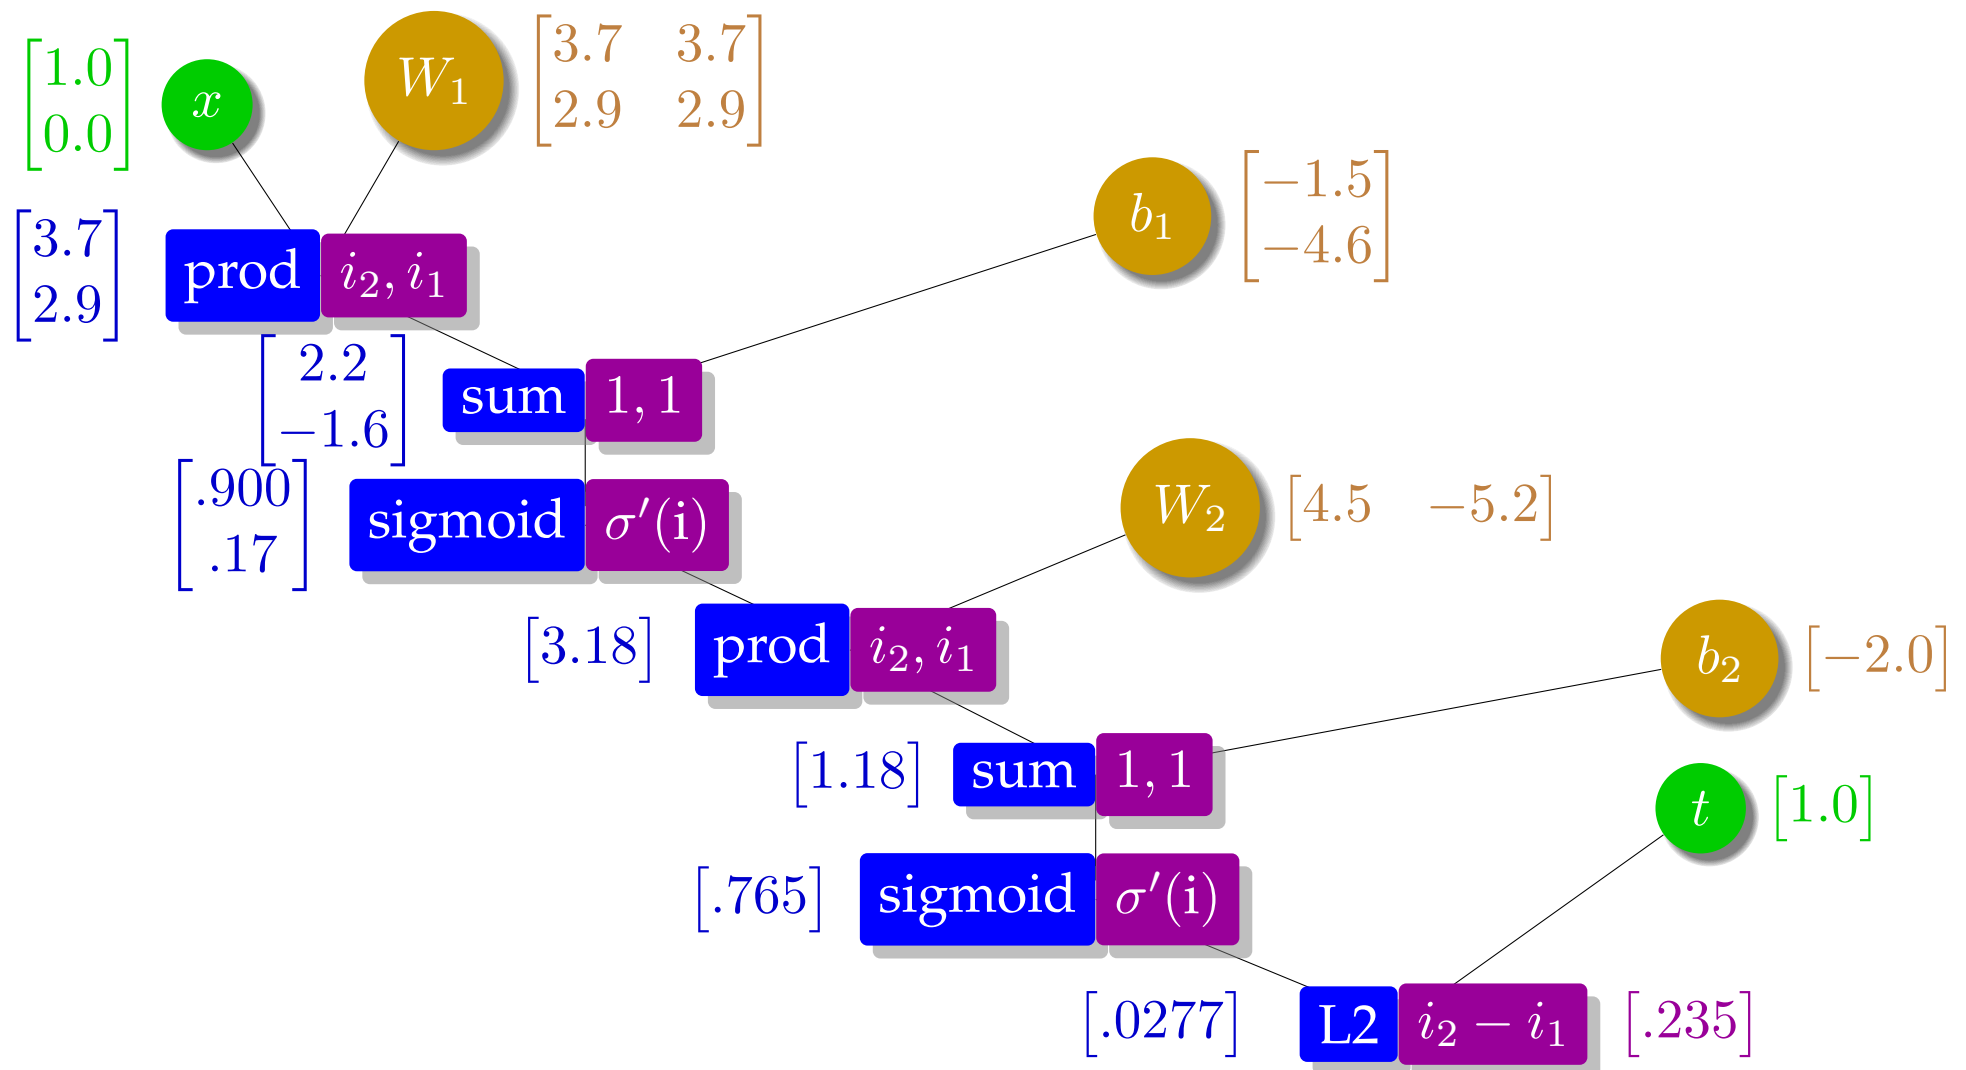 [1.0 0.0] x W₁ [3.7 3.7 2.9 2.9]
b₁ [−1.5 −4.6]
[3.7 2.9] prod i₂, i₁
[2.2 −1.6] sum 1, 1
[.900 .17] sigmoid σ′(i)
W₂ [4.5 −5.2]
[3.18] prod i₂, i₁
b₂ [−2.0]
[1.18] sum 1, 1
t [1.0]
[.765] sigmoid σ′(i)
[.0277] L2 i₂ − i₁ [.235]